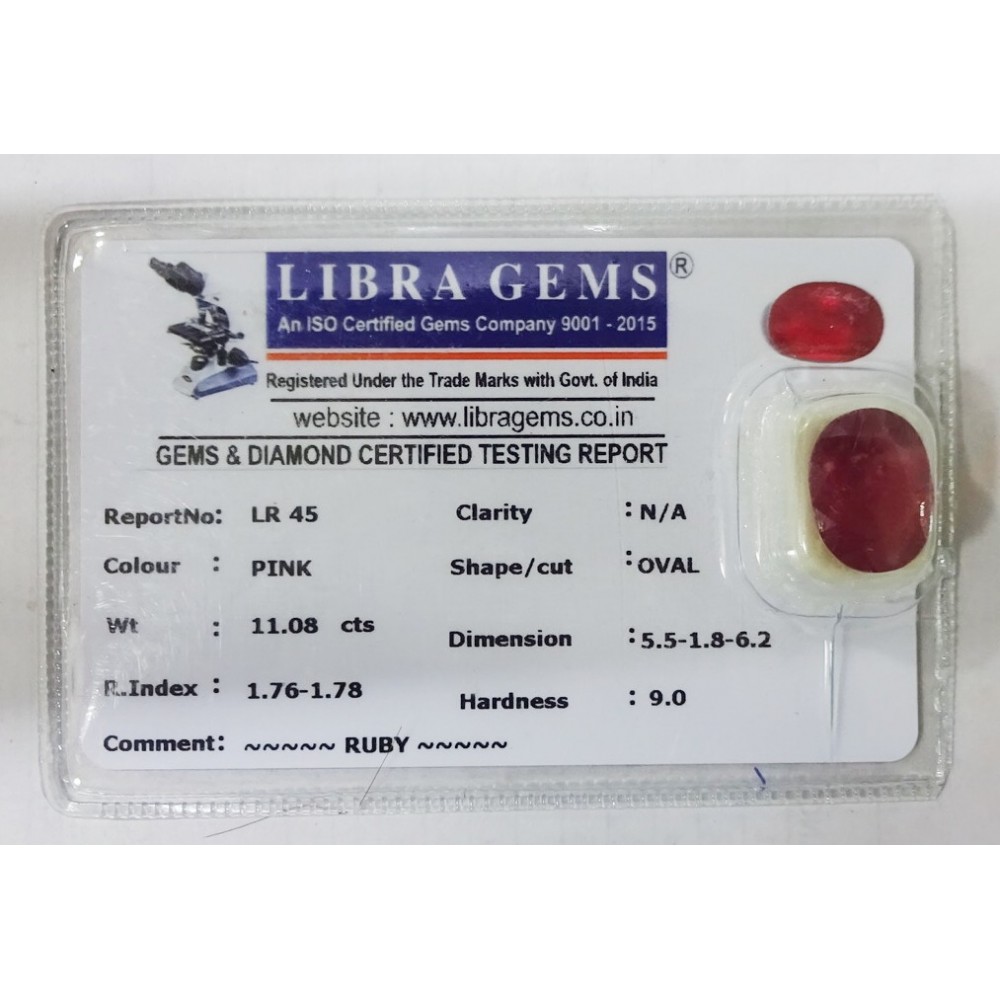 LIBRA GEMS ®
An ISO Certified Gems Company 9001 - 2015
Registered Under the Trade Marks with Govt. of India
website : www.libragems.co.in
GEMS & DIAMOND CERTIFIED TESTING REPORT
ReportNo: LR 45 Clarity : N/A
Colour : PINK Shape/cut : OVAL
Wt : 11.08 cts Dimension : 5.5-1.8-6.2
R.Index : 1.76-1.78 Hardness : 9.0
Comment: ~~~~~ RUBY ~~~~~